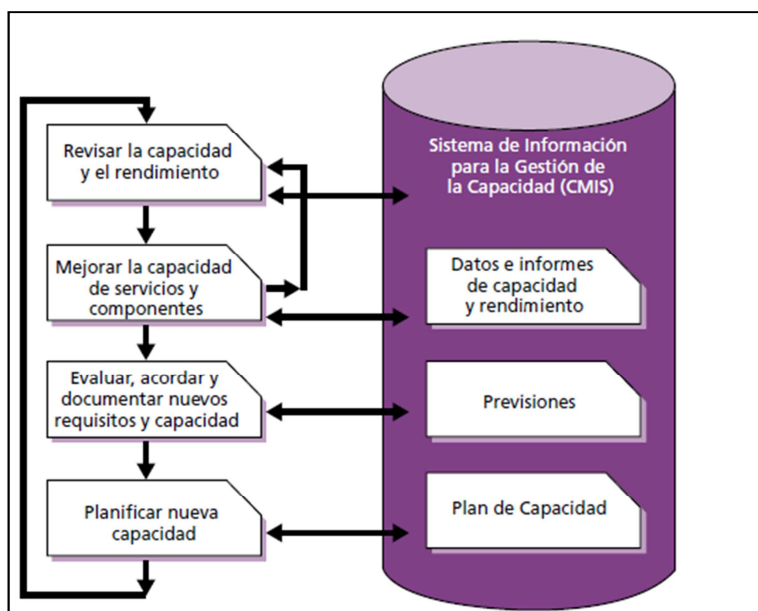 Revisar la capacidad
y el rendimiento
Mejorar la capacidad
de servicios y
componentes
Evaluar, acordar y
documentar nuevos
requisitos y capacidad
Planificar nueva
capacidad
Sistema de Información
para la Gestión de
la Capacidad (CMIS)
Datos e informes
de capacidad
y rendimiento
Previsiones
Plan de Capacidad